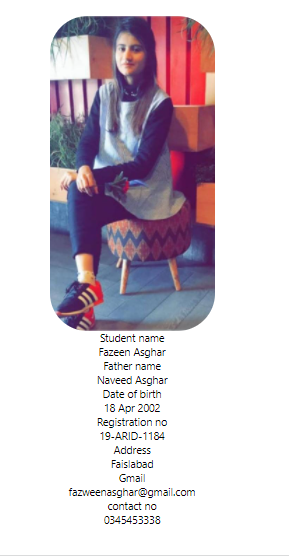 Student name
Fazeen Asghar
Father name
Naveed Asghar
Date of birth
18 Apr 2002
Registration no
19-ARID-1184
Address
Faislabad
Gmail
fazweenasghar@gmail.com
contact no
0345453338